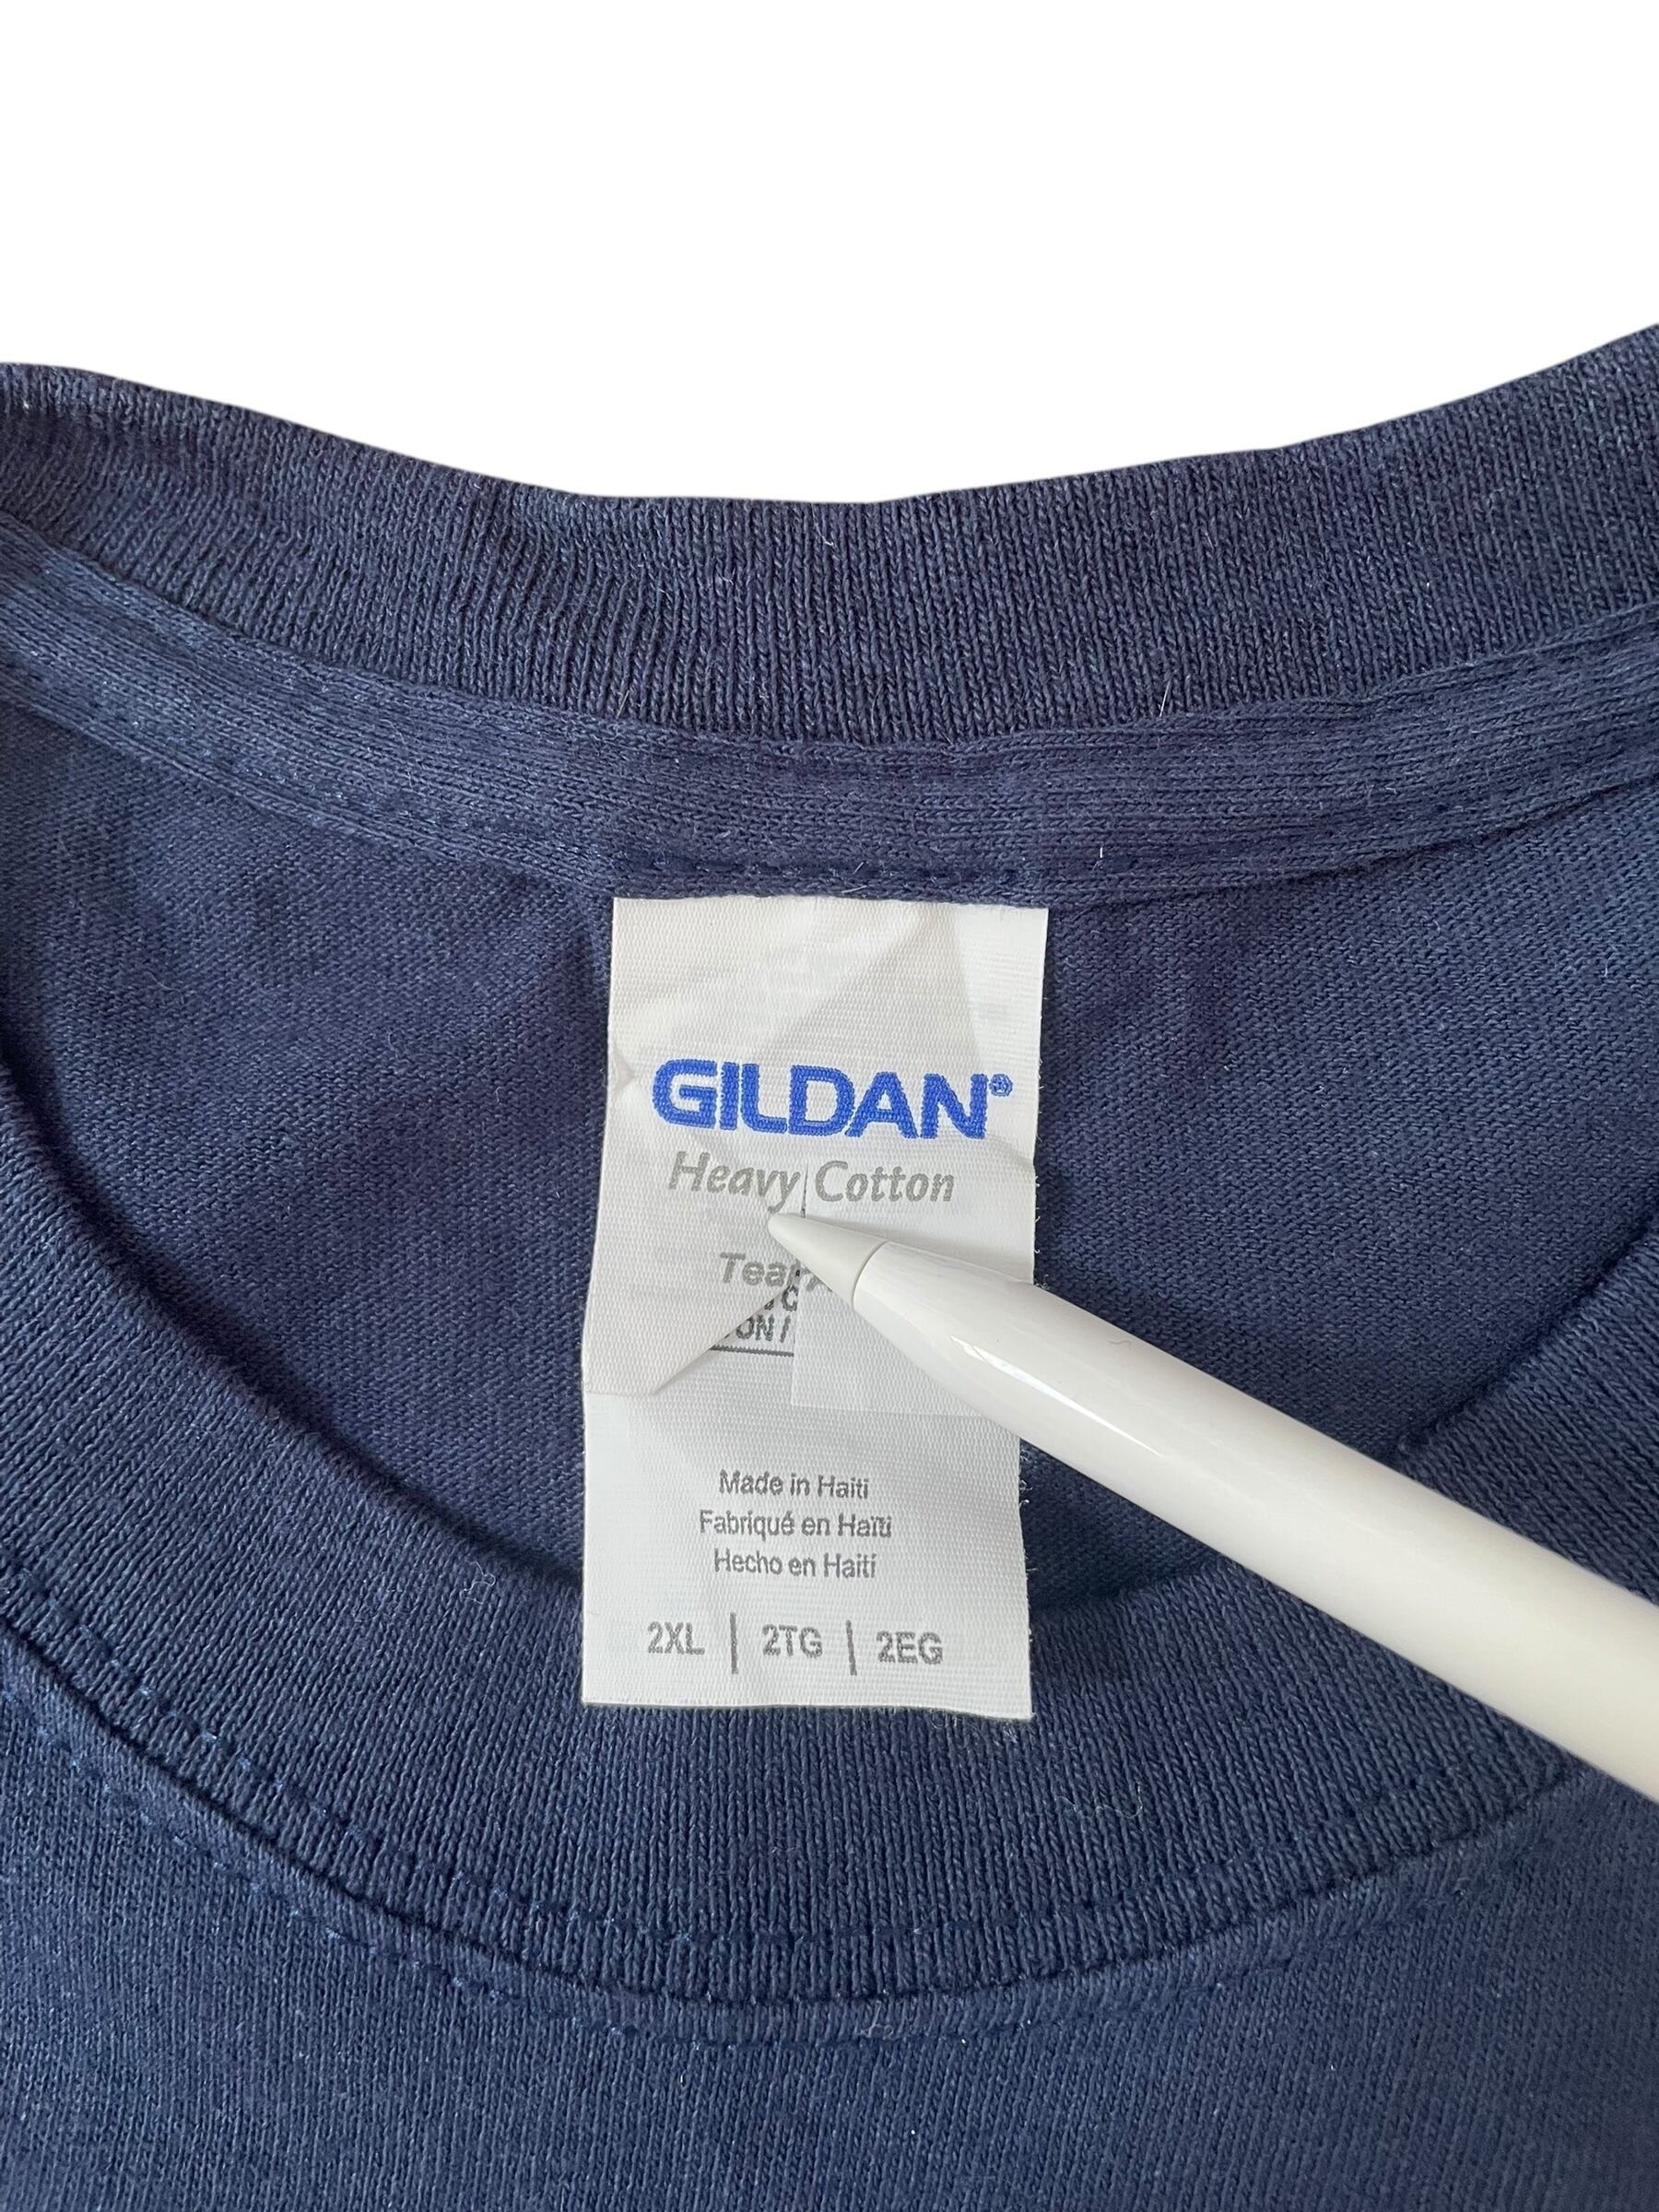 GILDAN®
Heavy Cotton
Made in Haiti
Fabriqué en Haïti
Hecho en Haití
2XL | 2TG | 2EG